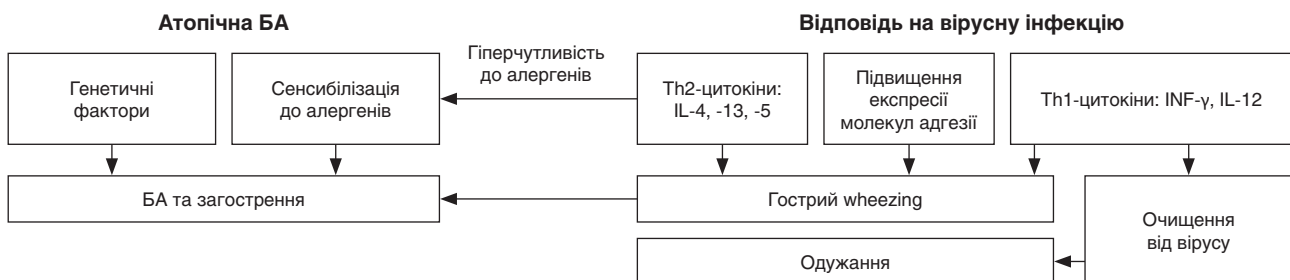 Атопічна БА
Відповідь на вірусну інфекцію
Генетичні
фактори
Сенсибілізація
до алергенів
Гіперчутливість
до алергенів
Th2-цитокіни:
IL-4, -13, -5
Підвищення
експресії
молекул адгезії
Th1-цитокіни: INF-γ, IL-12
БА та загострення
Гострий wheezing
Очищення
від вірусу
Одужання